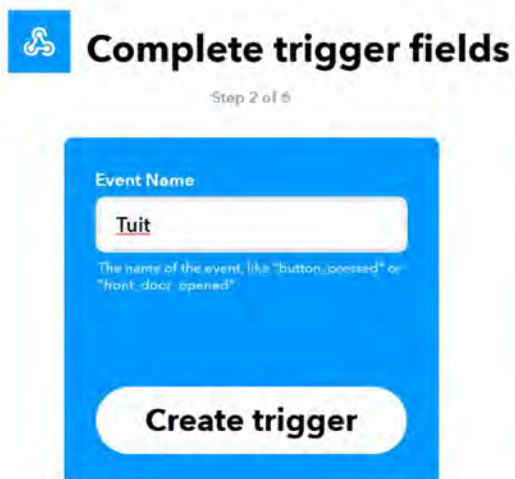 Complete trigger fields
Step 2 of 6
Event Name
Tuit
The name of the event, like "button_pressed" or
"front_door_opened"
Create trigger